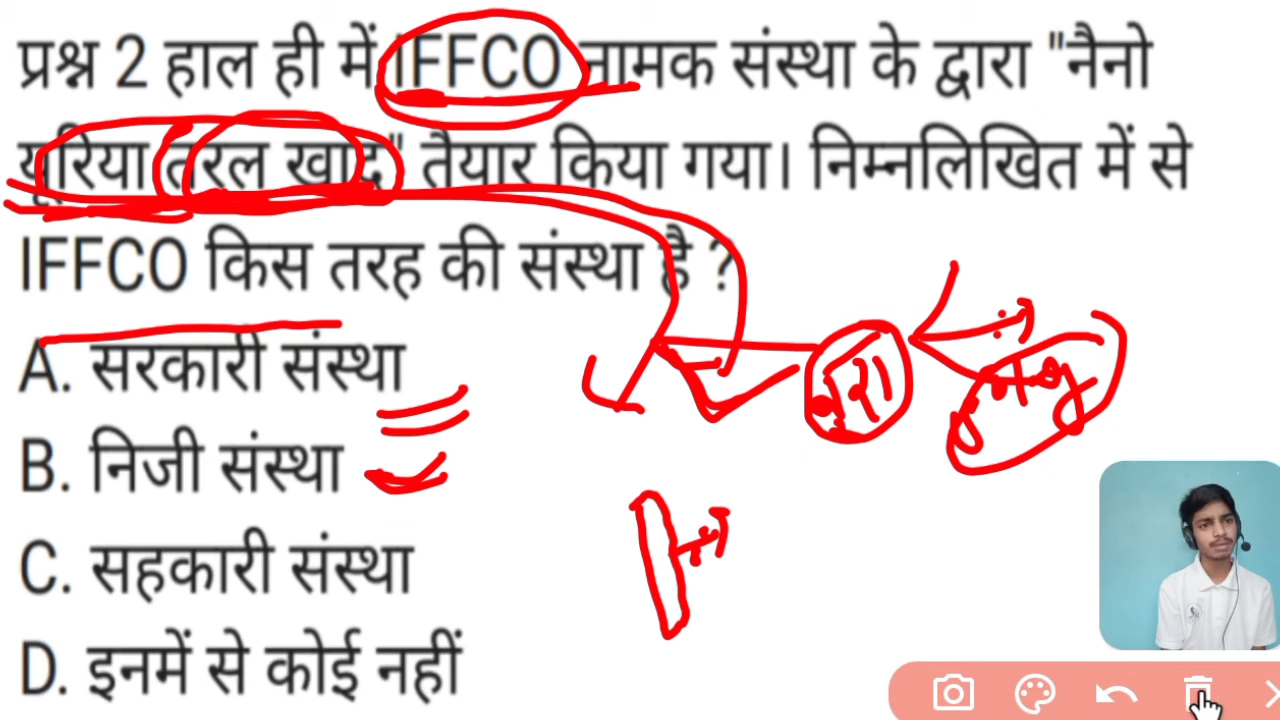 प्रश्न 2 हाल ही में IFFCO नामक संस्था के द्वारा "नैनो
यूरिया तरल खाद" तैयार किया गया। निम्नलिखित में से
IFFCO किस तरह की संस्था है ?
A. सरकारी संस्था
B. निजी संस्था
C. सहकारी संस्था
D. इनमें से कोई नहीं